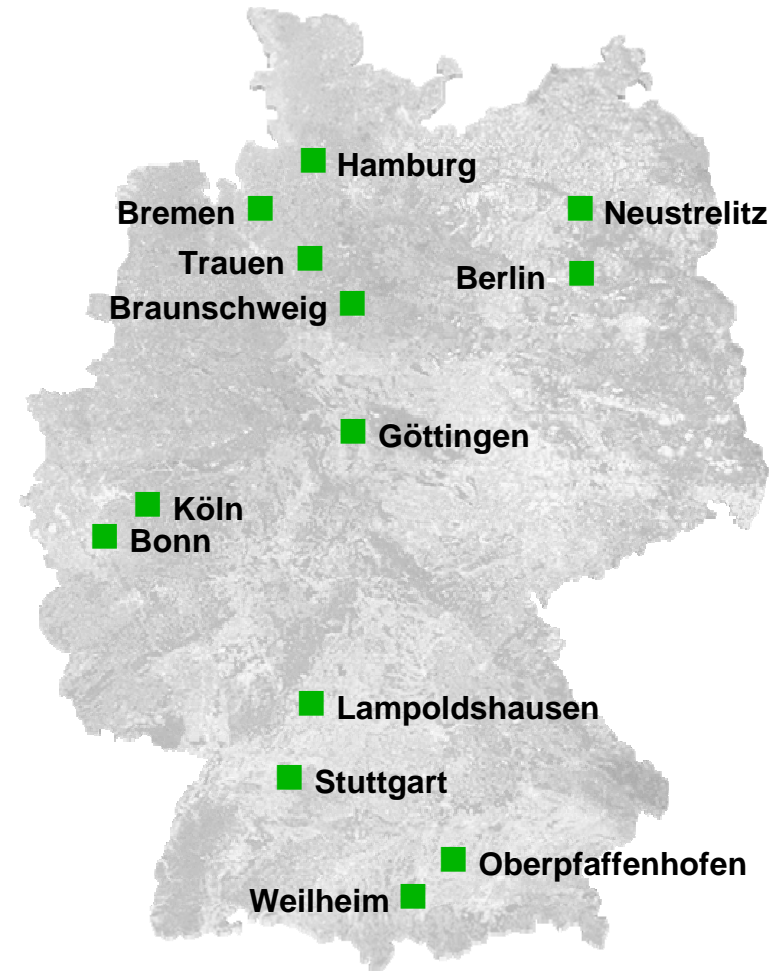 Hamburg
Bremen
Neustrelitz
Trauen
Berlin
Braunschweig
Göttingen
Köln
Bonn
Lampoldshausen
Stuttgart
Oberpfaffenhofen
Weilheim